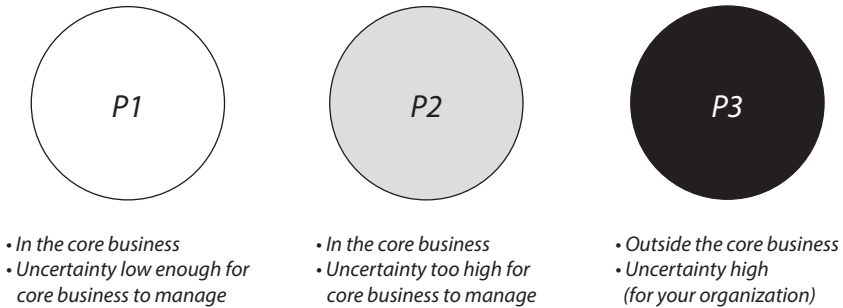 P1
P2
P3
• In the core business
• Uncertainty low enough for
core business to manage
• In the core business
• Uncertainty too high for
core business to manage
• Outside the core business
• Uncertainty high
(for your organization)